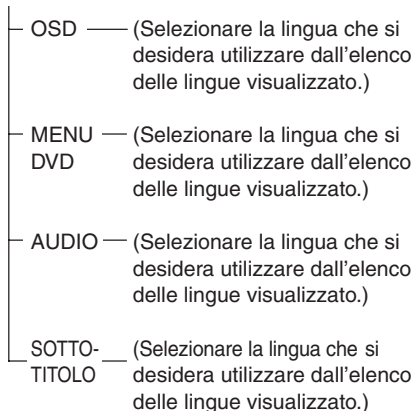 OSD (Selezionare la lingua che si
desidera utilizzare dall'elenco
delle lingue visualizzato.)
MENU (Selezionare la lingua che si
DVD desidera utilizzare dall'elenco
delle lingue visualizzato.)
AUDIO (Selezionare la lingua che si
desidera utilizzare dall'elenco
delle lingue visualizzato.)
SOTTO- (Selezionare la lingua che si
TITOLO desidera utilizzare dall'elenco
delle lingue visualizzato.)